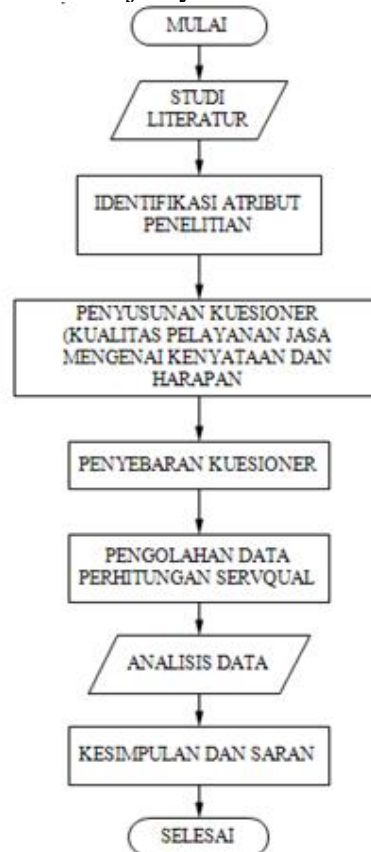 MULAI
STUDI
LITERATUR
IDENTIFIKASI ATRIBUT
PENELITIAN
PENYUSUNAN KUESIONER
(KUALITAS PELAYANAN JASA
MENGENAI KENYATAAN DAN
HARAPAN
PENYEBARAN KUESIONER
PENGOLAHAN DATA
PERHITUNGAN SERVQUAL
ANALISIS DATA
KESIMPULAN DAN SARAN
SELESAI